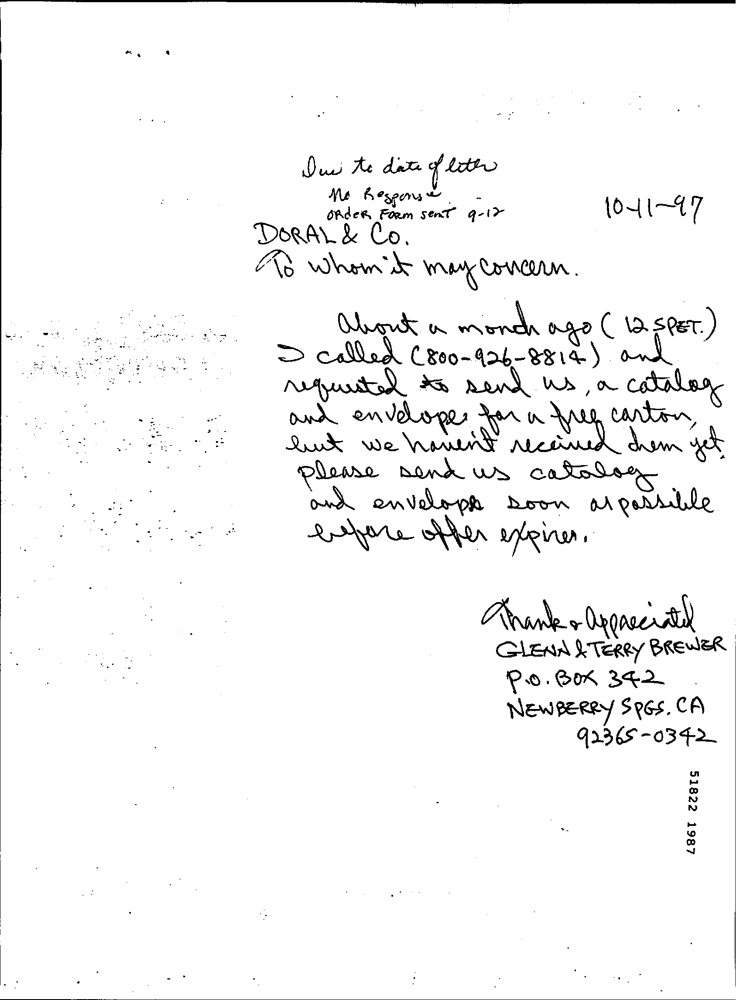 Due to date of letter
No Response
ORDER FORM sent 9-12
10-11-97
DORAL & Co.
To whom it may concern.
About a month ago (12 SPET.)
I called (800-926-8814) and
requested to send us, a catalog
and envelope for a free carton,
but we haven't received them yet.
please send us catalog
and envelope soon as possible
before offer expires.
Thank & Appreciated
GLENN & TERRY BREWER
P.O. BOX 342
NEWBERRY SPGS. CA
92365-0342
51822 1987